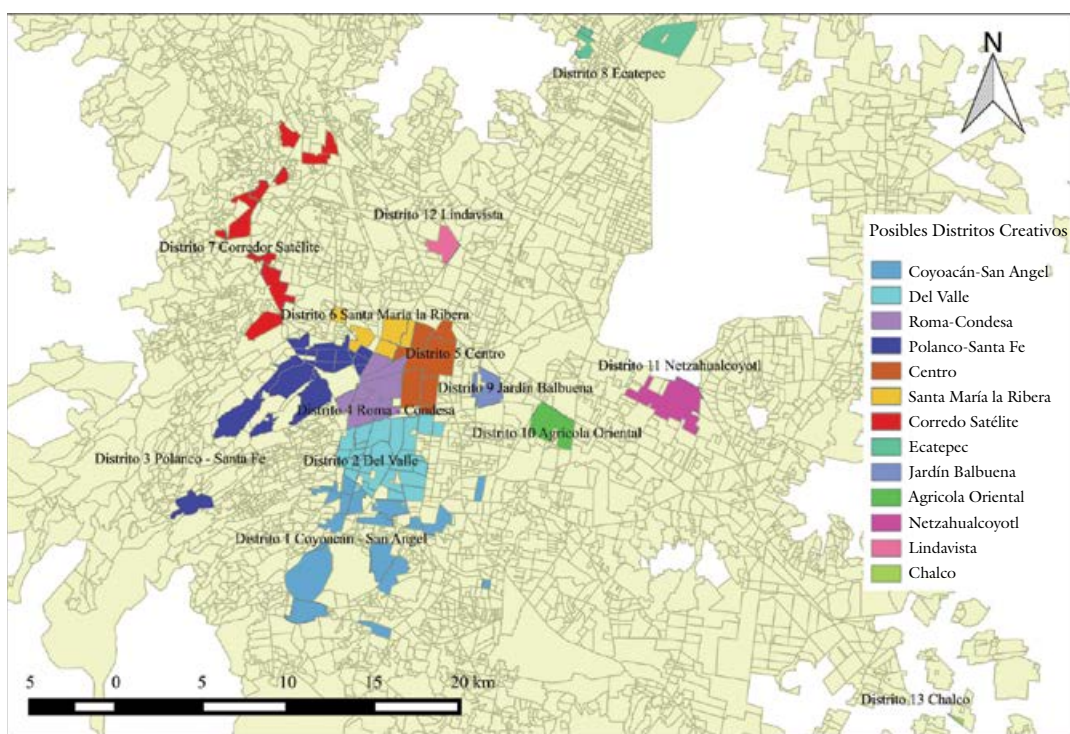 N
Distrito 8 Ecatepec
Distrito 12 Lindavista
Distrito 7 Corredor Satélite
Distrito 6 Santa María la Ribera
Distrito 5 Centro
Distrito 11 Netzahualcoyotl
Distrito 9 Jardín Balbuena
Distrito 4 Roma - Condesa
Distrito 10 Agrícola Oriental
Distrito 3 Polanco - Santa Fe
Distrito 2 Del Valle
Distrito 1 Coyoacán - San Angel
Distrito 13 Chalco
Posibles Distritos Creativos
Coyoacán-San Angel
Del Valle
Roma-Condesa
Polanco-Santa Fe
Centro
Santa María la Ribera
Corredo Satélite
Ecatepec
Jardín Balbuena
Agricola Oriental
Netzahualcoyotl
Lindavista
Chalco
5 0 5 10 15 20 km